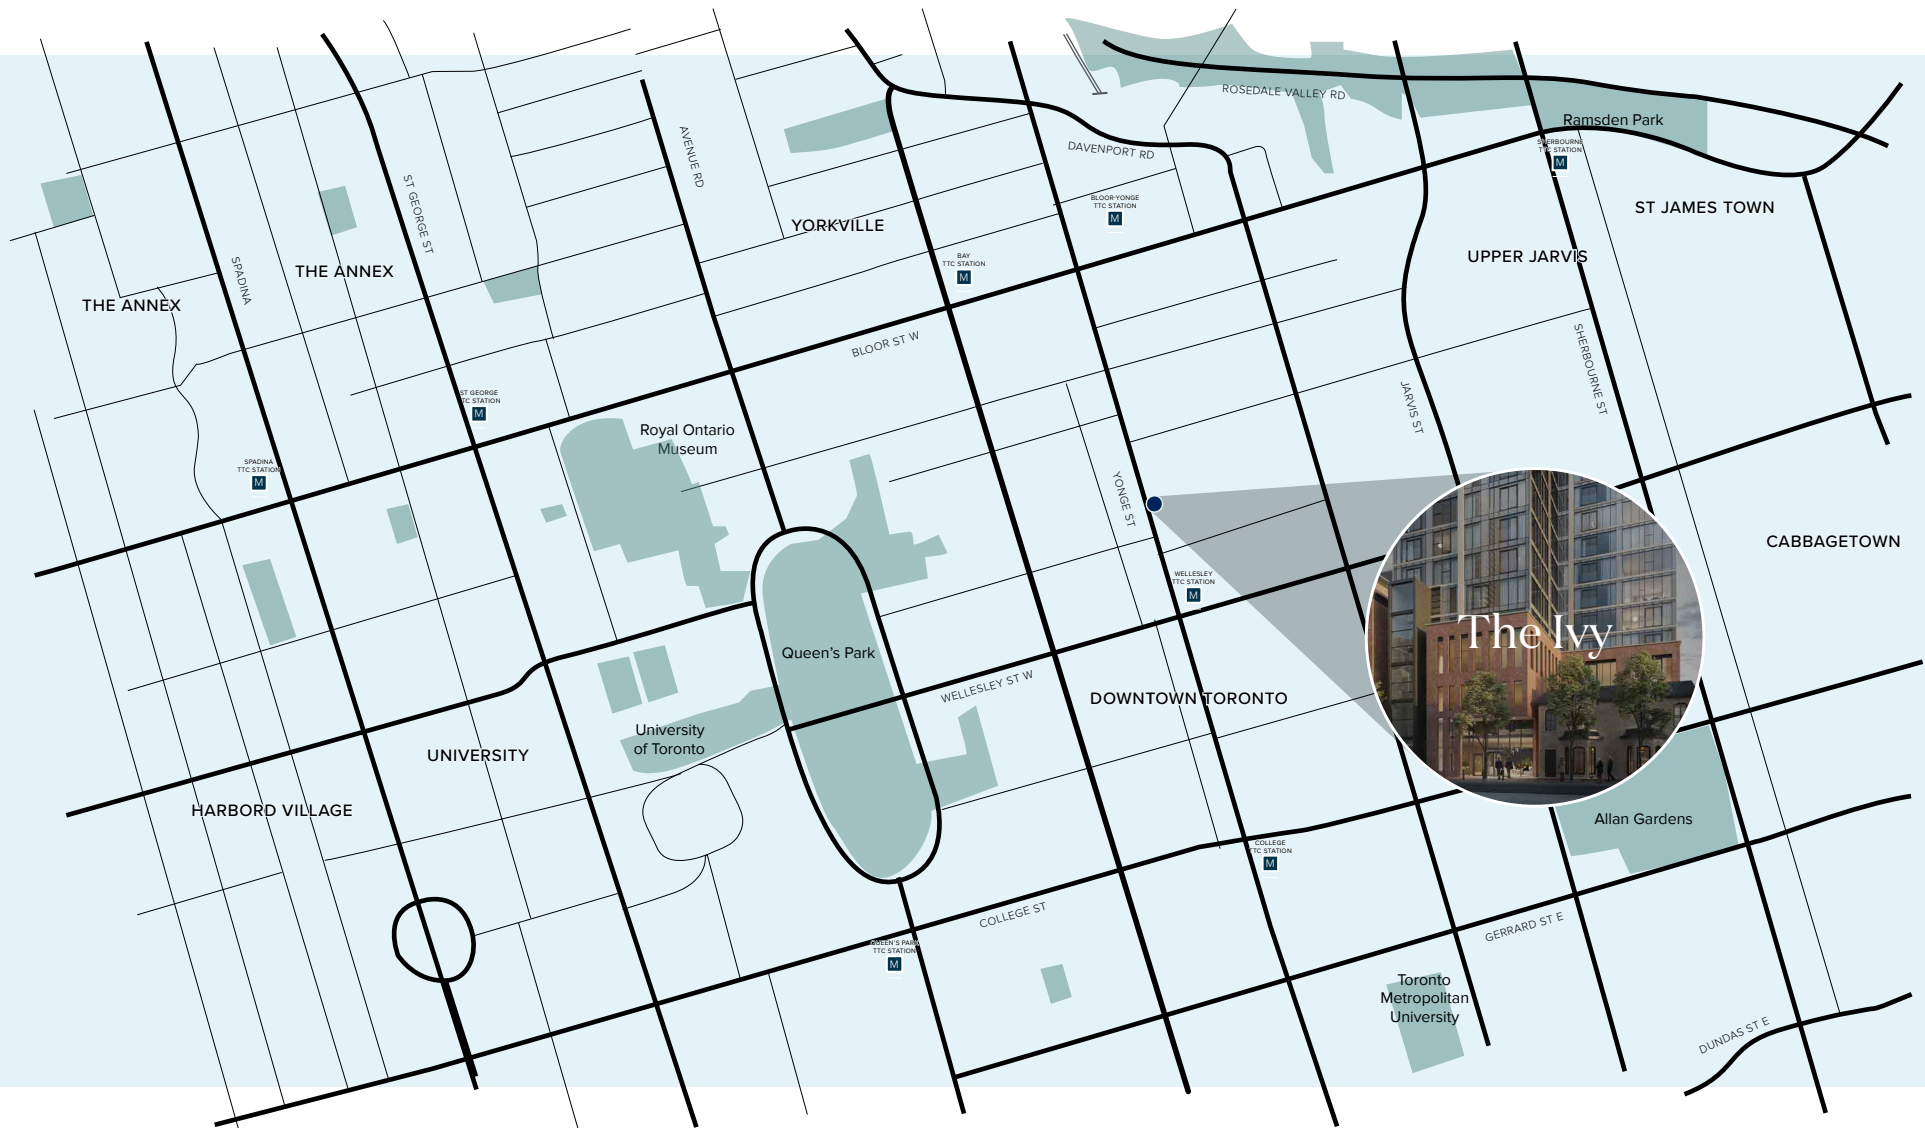 ROSEDALE VALLEY RD
Ramsden Park
SHERBOURNE
TTC STATION
M
DAVENPORT RD
AVENUE RD
ST GEORGE ST
BLOOR-YONGE
TTC STATION
M
ST JAMES TOWN
YORKVILLE
UPPER JARVIS
BAY
TTC STATION
M
THE ANNEX
SPADINA
THE ANNEX
BLOOR ST W
SHERBOURNE ST
ST GEORGE
TTC STATION
M
JARVIS ST
Royal Ontario
Museum
SPADINA
TTC STATION
M
YONGE ST
CABBAGETOWN
WELLESLEY
TTC STATION
M
The Ivy
Queen's Park
WELLESLEY ST W
DOWNTOWN TORONTO
University
of Toronto
UNIVERSITY
HARBORD VILLAGE
Allan Gardens
COLLEGE
TTC STATION
M
COLLEGE ST
GERRARD ST E
QUEEN'S PARK
TTC STATION
M
Toronto
Metropolitan
University
DUNDAS ST E